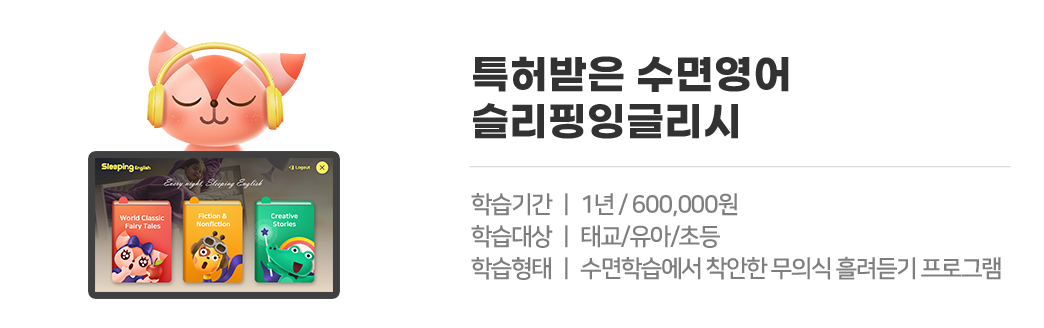 특허받은 수면영어
슬리핑잉글리시
학습기간 | 1년 / 600,000원
학습대상 | 태교/유아/초등
학습형태 | 수면학습에서 착안한 무의식 흘려듣기 프로그램
Sleeping English
Logout
Every night, Sleeping English
World Classic
Fairy Tales
Fiction &
Nonfiction
Creative
Stories